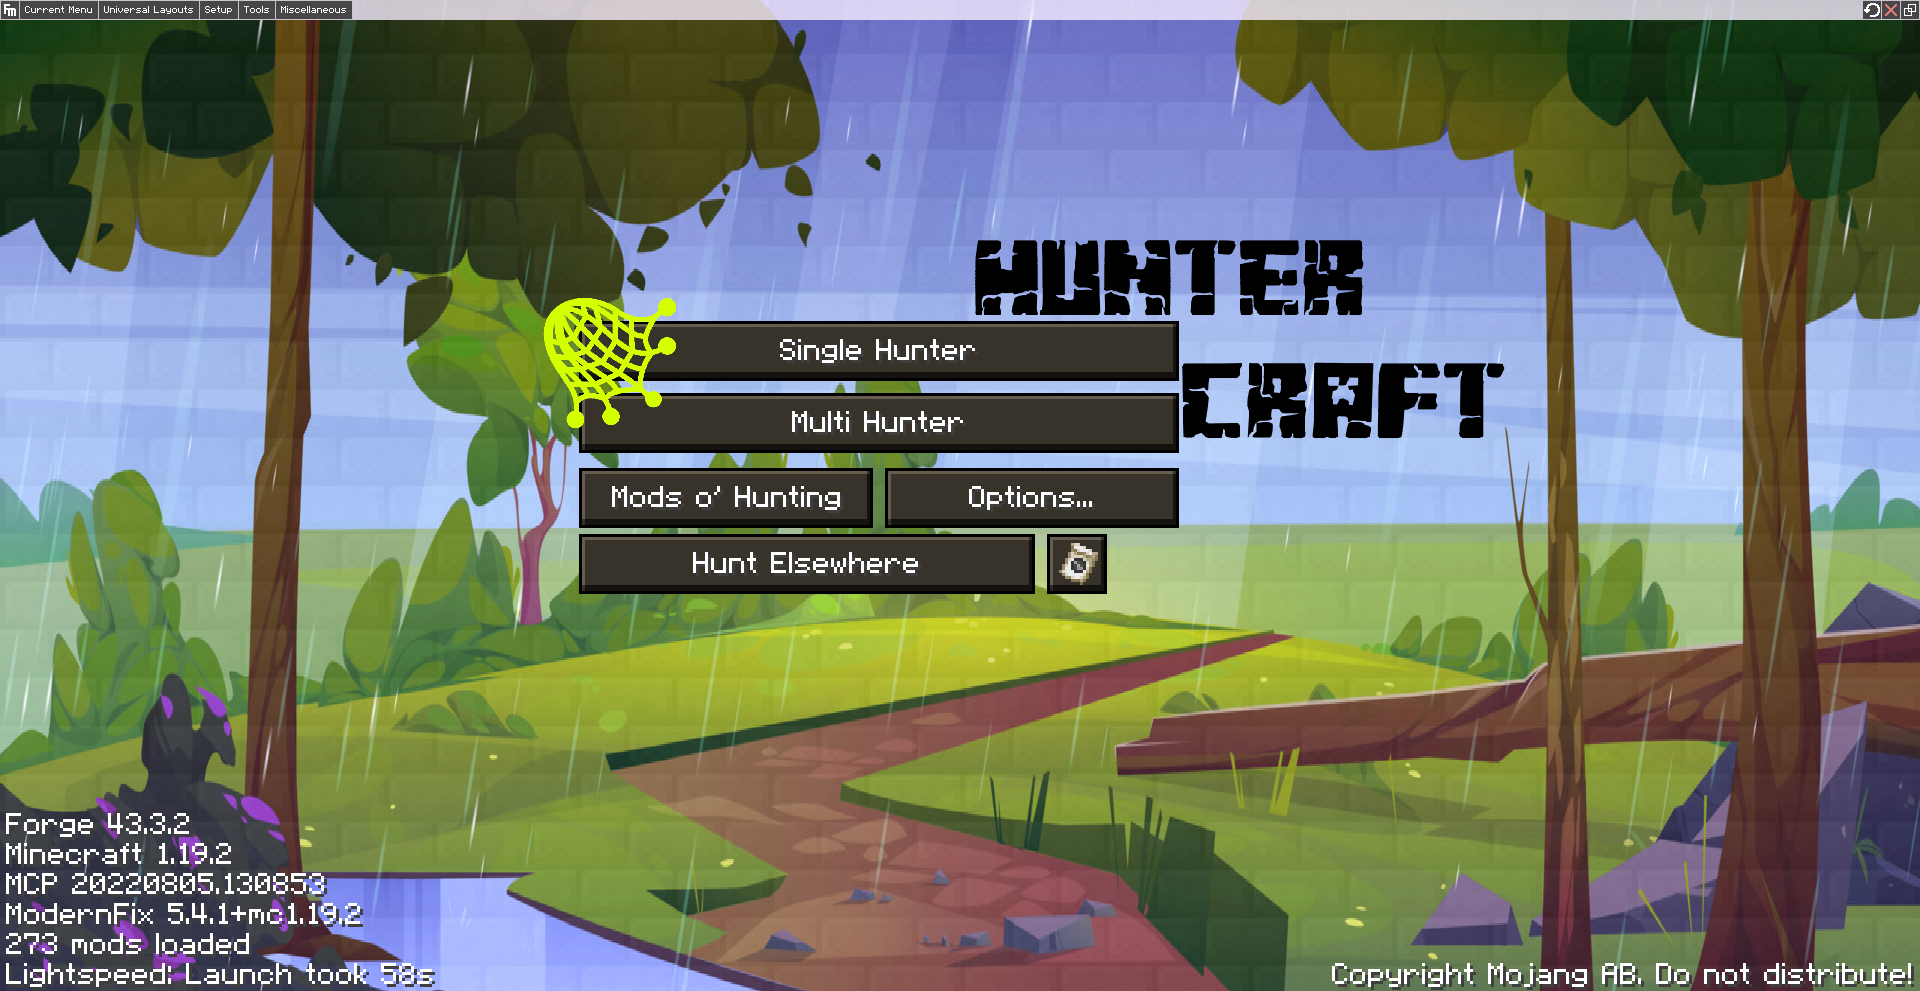 Fm Current Menu Universal Layouts Setup Tools Miscellaneous
HUNTER
CRAFT
Single Hunter
Multi Hunter
Mods o' Hunting
Options...
Hunt Elsewhere
Forge 43.3.2
Minecraft 1.19.2
MCP 20220805.130853
ModernFix 5.4.1+mc1.19.2
273 mods loaded
Lightspeed: Launch took 58s
Copyright Mojang AB. Do not distribute!